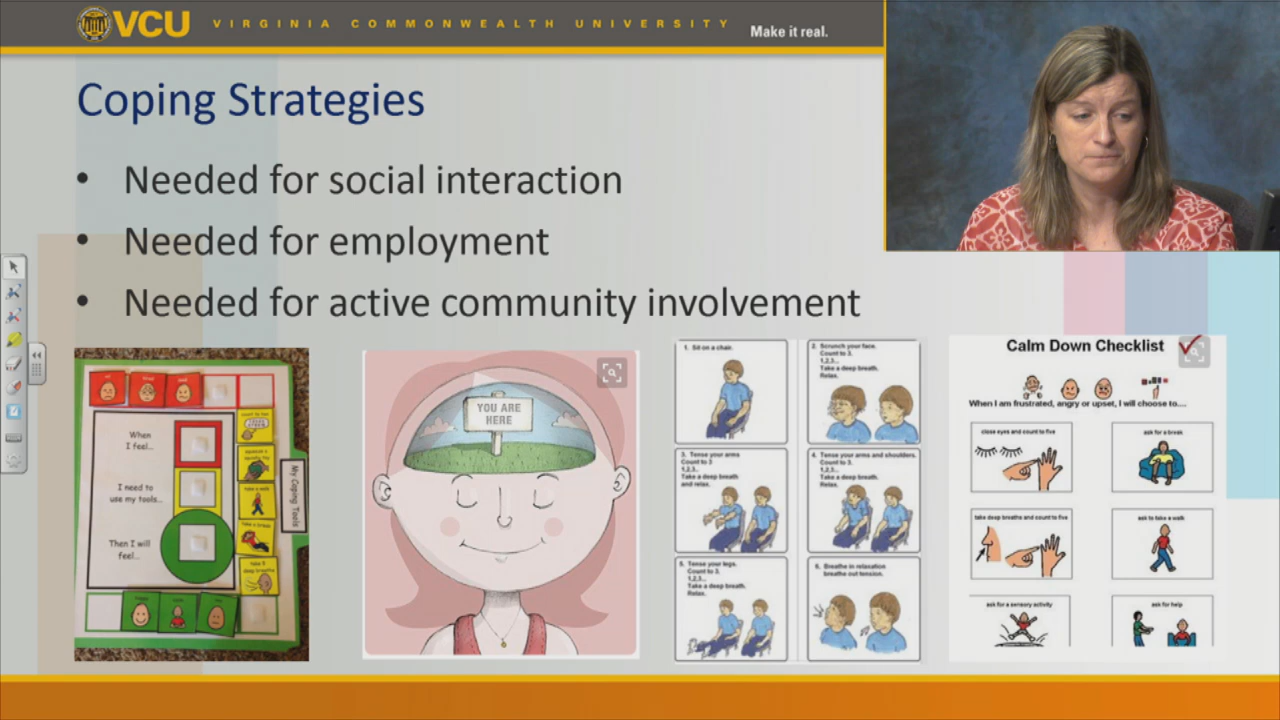 VCU VIRGINIA COMMONWEALTH UNIVERSITY Make it real.
Coping Strategies
• Needed for social interaction
• Needed for employment
• Needed for active community involvement
When
I feel...
I need to
use my tools...
Then I will
feel...
My Coping Tools
count to ten
take a walk
take a break
YOU ARE
HERE
1. Sit on a chair.
2. Scrunch your face.
Count to 3.
1,2,3...
Take a deep breath.
Relax.
3. Tense your arms
Count to 3
1,2,3...
Take a deep breath
and relax.
4. Tense your arms and shoulders.
Count to 3.
1,2,3...
Take a deep breath.
Relax.
5. Tense your legs.
Count to 3.
1,2,3...
Take a deep breath.
Relax.
6. Breathe in relaxation
breathe out tension.
Calm Down Checklist
When I am frustrated, angry or upset, I will choose to....
close eyes and count to five
ask for a break
take deep breaths and count to five
ask to take a walk
ask for a sensory activity
ask for help